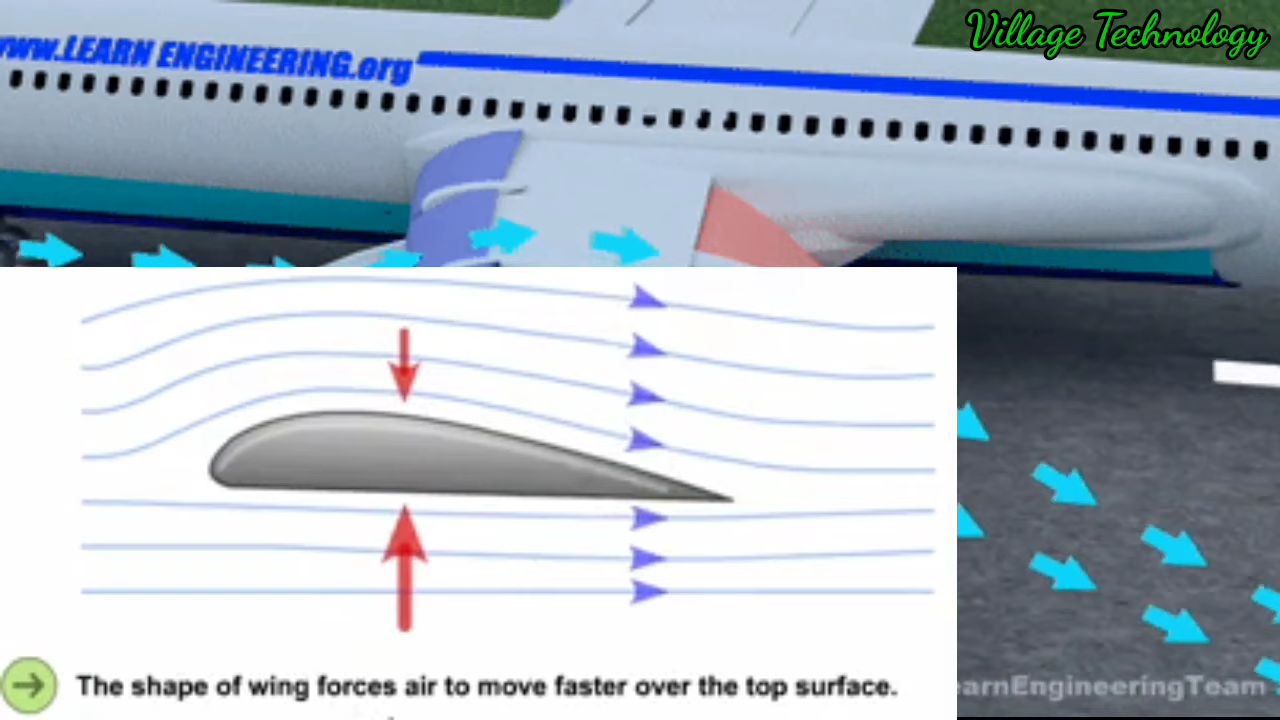 Village Technology
www.LEARN ENGINEERING.org
The shape of wing forces air to move faster over the top surface.
arnEngineeringTeam